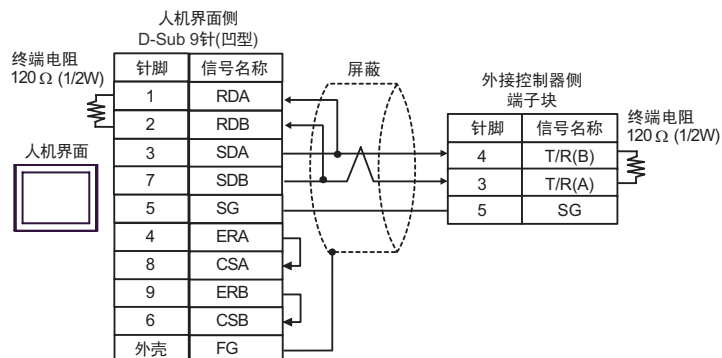 人机界面侧
D-Sub 9针(凹型)
终端电阻
120 Ω (1/2W)
针脚 信号名称
1 RDA
2 RDB
3 SDA
7 SDB
5 SG
4 ERA
8 CSA
9 ERB
6 CSB
外壳 FG
人机界面
屏蔽
外接控制器侧
端子块
针脚 信号名称
4 T/R(B)
3 T/R(A)
5 SG
终端电阻
120 Ω (1/2W)